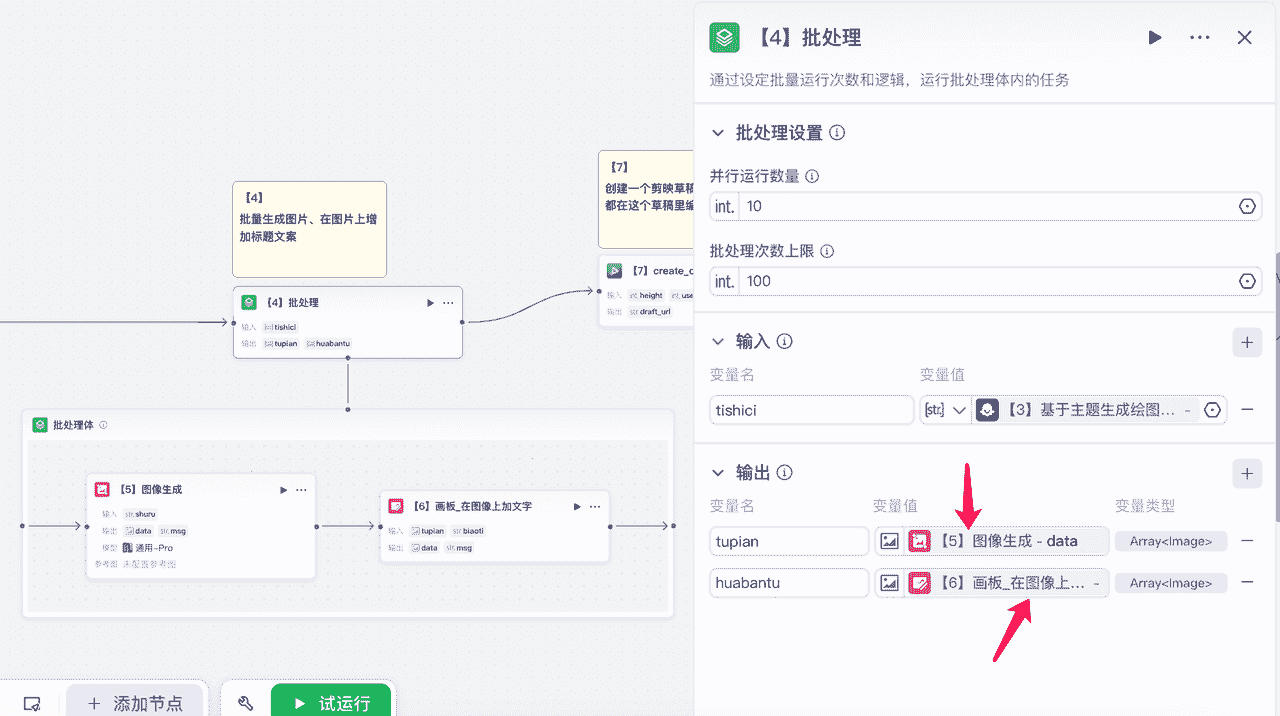 【4】
批量生成图片、在图片上增
加标题文案
【4】批处理
输入 tishici
输出 tupian huabantu
【7】
创建一个剪映草稿
都在这个草稿里编
【7】create_c
输入 int. height int. use
输出 str. draft_url
批处理体
【5】图像生成
输入 str. shuru
输出 data str. msg
模型 通用-Pro
参考图 未配置参考图
【6】画板_在图像上加文字
输入 tupian str. biaoti
输出 data str. msg
添加节点
试运行
【4】批处理
通过设定批量运行次数和逻辑，运行批处理体内的任务
批处理设置
并行运行数量
int. 10
批处理次数上限
int. 100
输入
变量名 变量值
tishici [str] 【3】基于主题生成绘图... -
输出
变量名 变量值 变量类型
tupian 【5】图像生成 - data Array<Image>
huabantu 【6】画板_在图像上... - Array<Image>